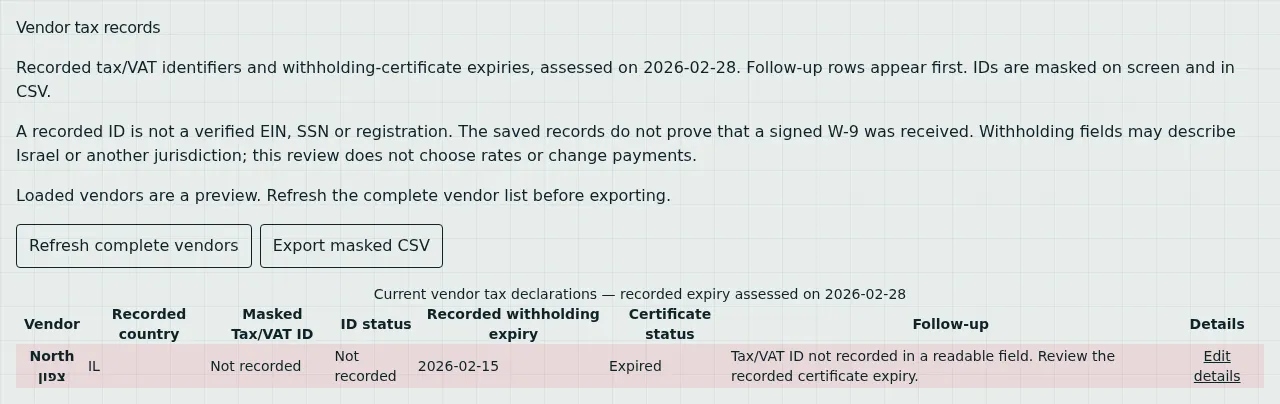 Vendor tax records
Recorded tax/VAT identifiers and withholding-certificate expiries, assessed on 2026-02-28. Follow-up rows appear first. IDs are masked on screen and in
CSV.
A recorded ID is not a verified EIN, SSN or registration. The saved records do not prove that a signed W-9 was received. Withholding fields may describe
Israel or another jurisdiction; this review does not choose rates or change payments.
Loaded vendors are a preview. Refresh the complete vendor list before exporting.
Refresh complete vendors Export masked CSV
Current vendor tax declarations — recorded expiry assessed on 2026-02-28
Vendor Recorded country Masked Tax/VAT ID ID status Recorded withholding expiry Certificate status Follow-up Details
North צפון IL Not recorded Not recorded 2026-02-15 Expired Tax/VAT ID not recorded in a readable field. Review the recorded certificate expiry. Edit details